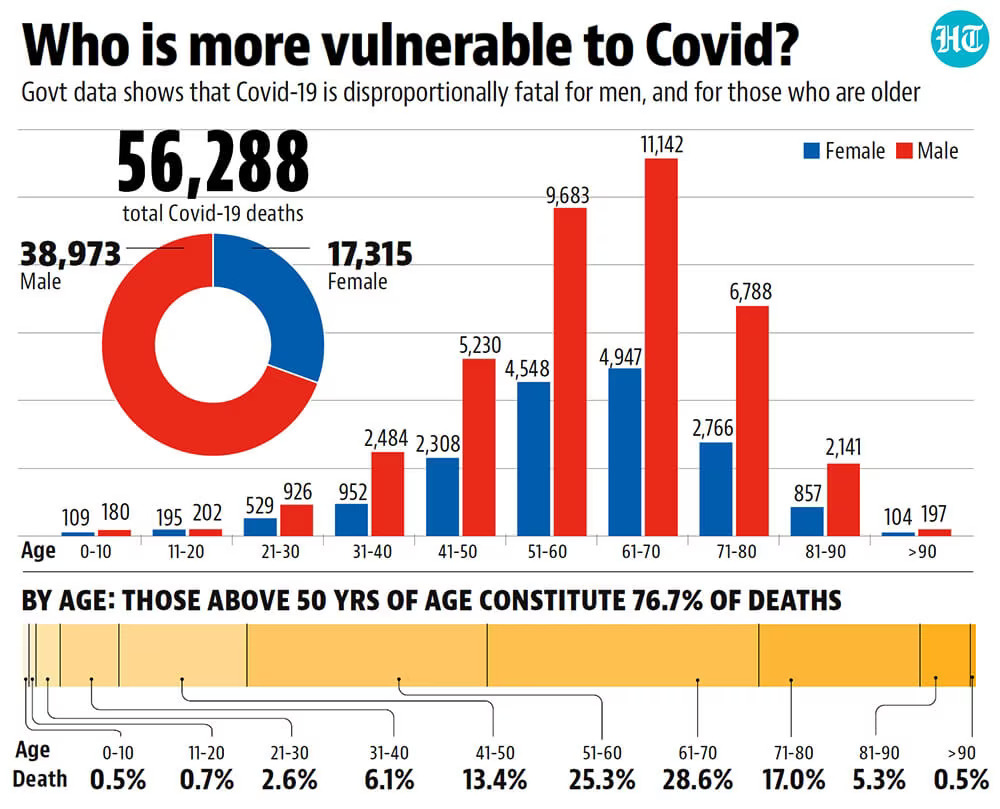 Who is more vulnerable to Covid?
HT
Govt data shows that Covid-19 is disproportionally fatal for men, and for those who are older
56,288
total Covid-19 deaths
38,973
Male
17,315
Female
Female Male
109 180 195 202 529 926 952 2,484 2,308 5,230 4,548 9,683 4,947 11,142 2,766 6,788 857 2,141 104 197
Age 0-10 11-20 21-30 31-40 41-50 51-60 61-70 71-80 81-90 >90
BY AGE: THOSE ABOVE 50 YRS OF AGE CONSTITUTE 76.7% OF DEATHS
Age 0-10 11-20 21-30 31-40 41-50 51-60 61-70 71-80 81-90 >90
Death 0.5% 0.7% 2.6% 6.1% 13.4% 25.3% 28.6% 17.0% 5.3% 0.5%